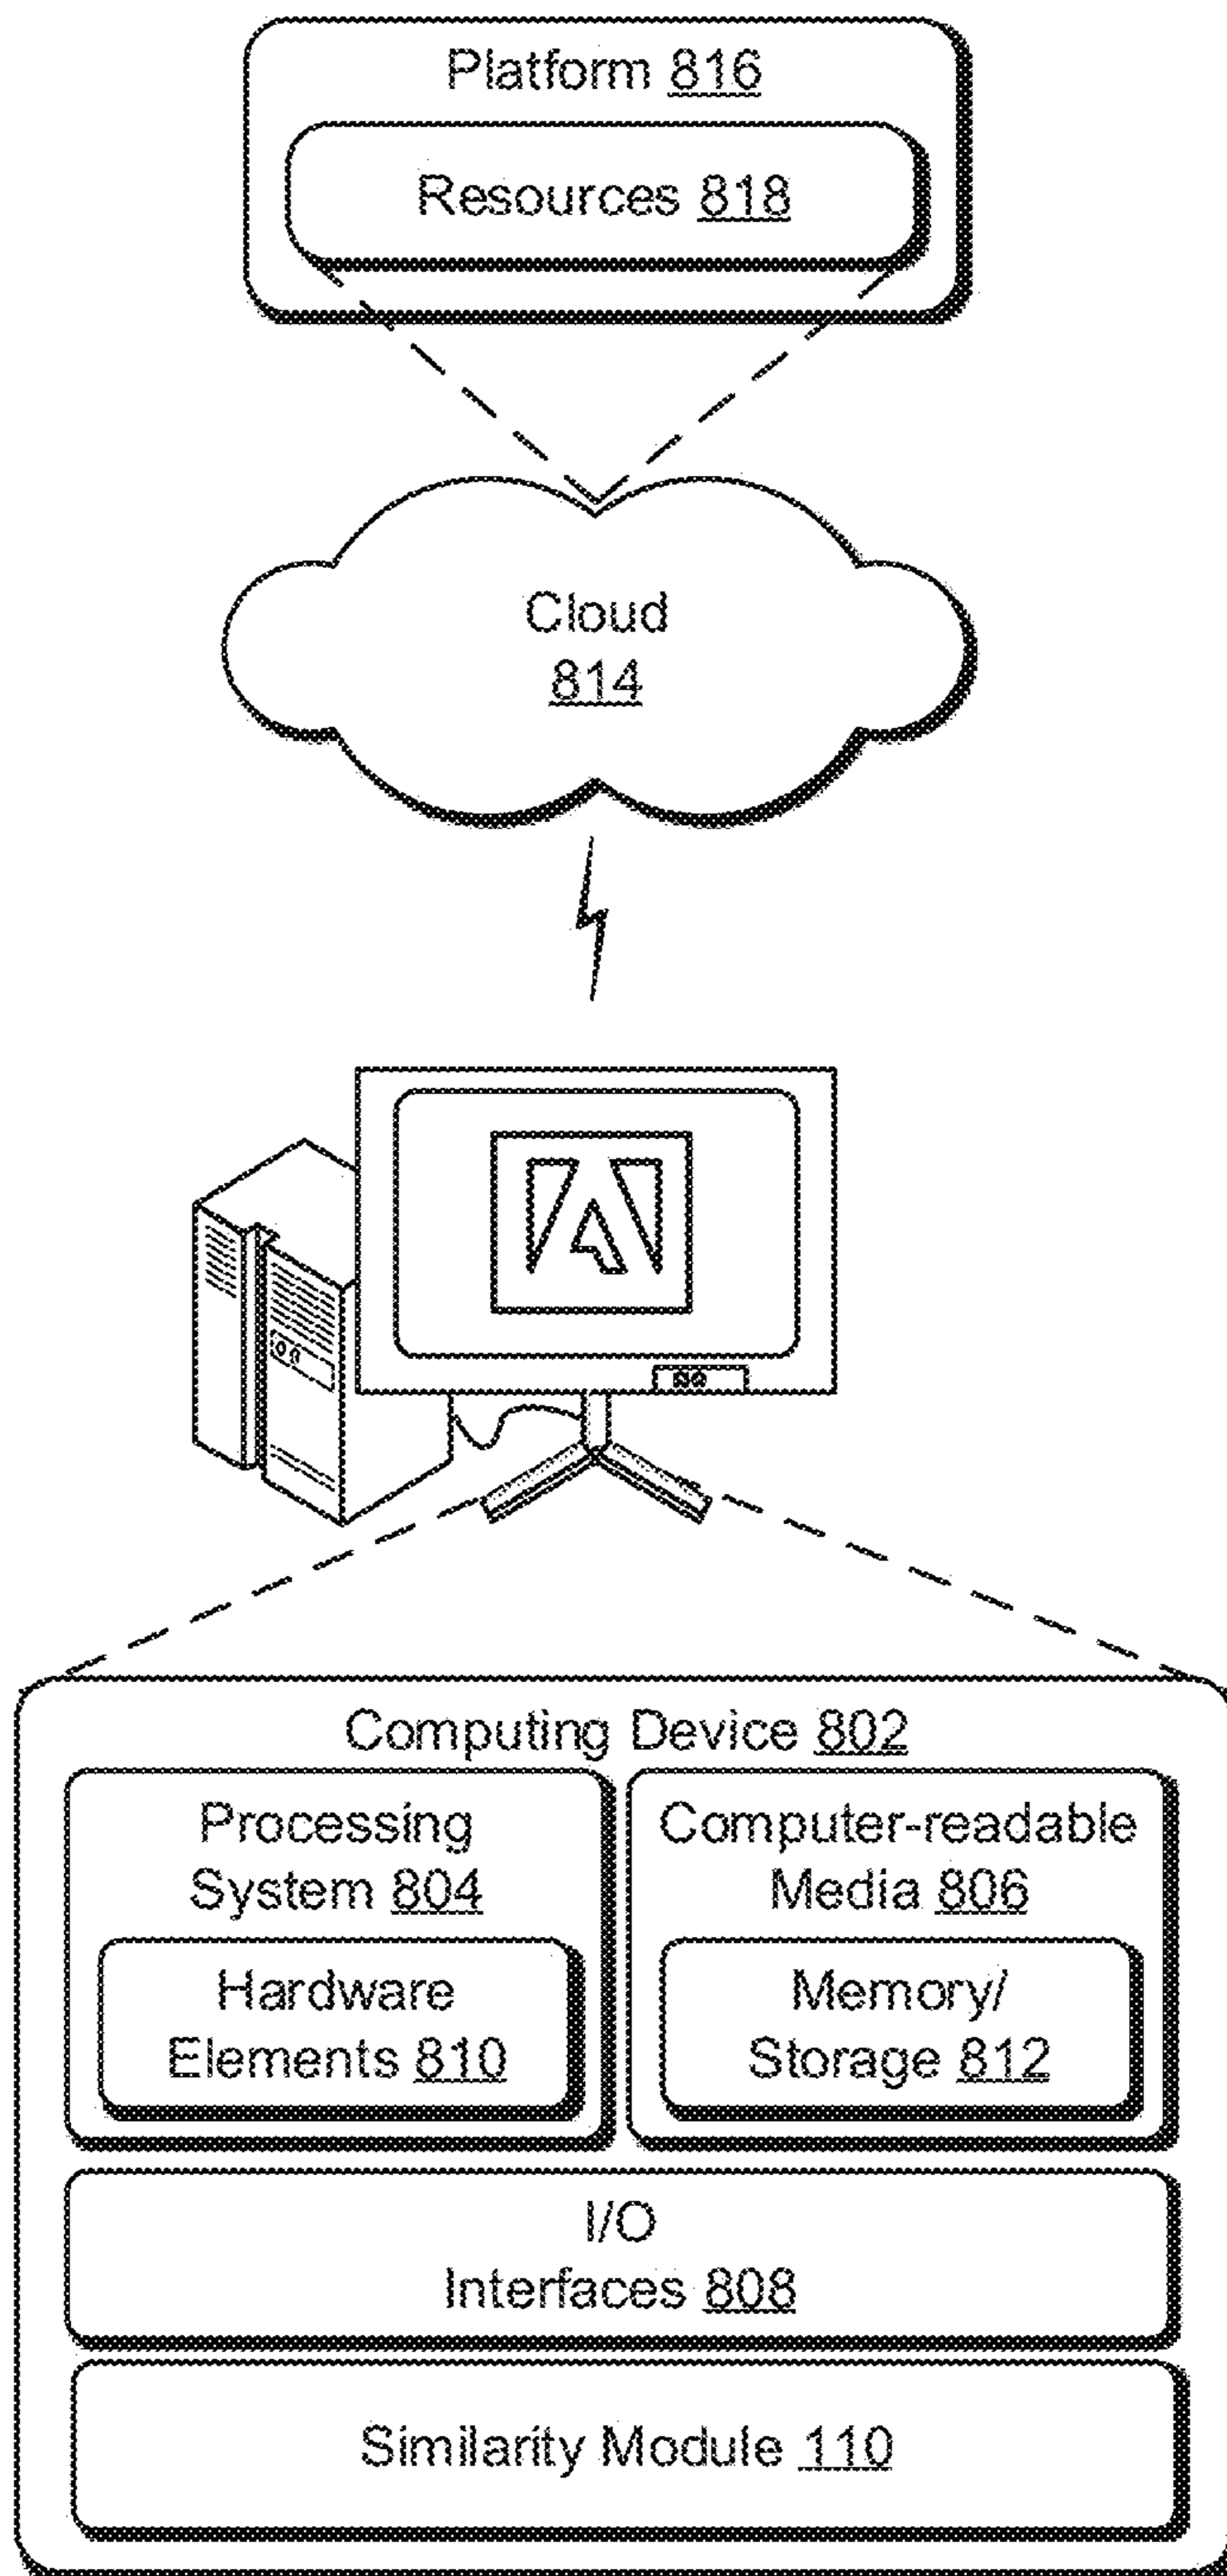 Platform 816
Resources 818
Cloud
814
Computing Device 802
Processing
System 804
Hardware
Elements 810
Computer-readable
Media 806
Memory/
Storage 812
I/O
Interfaces 808
Similarity Module 110